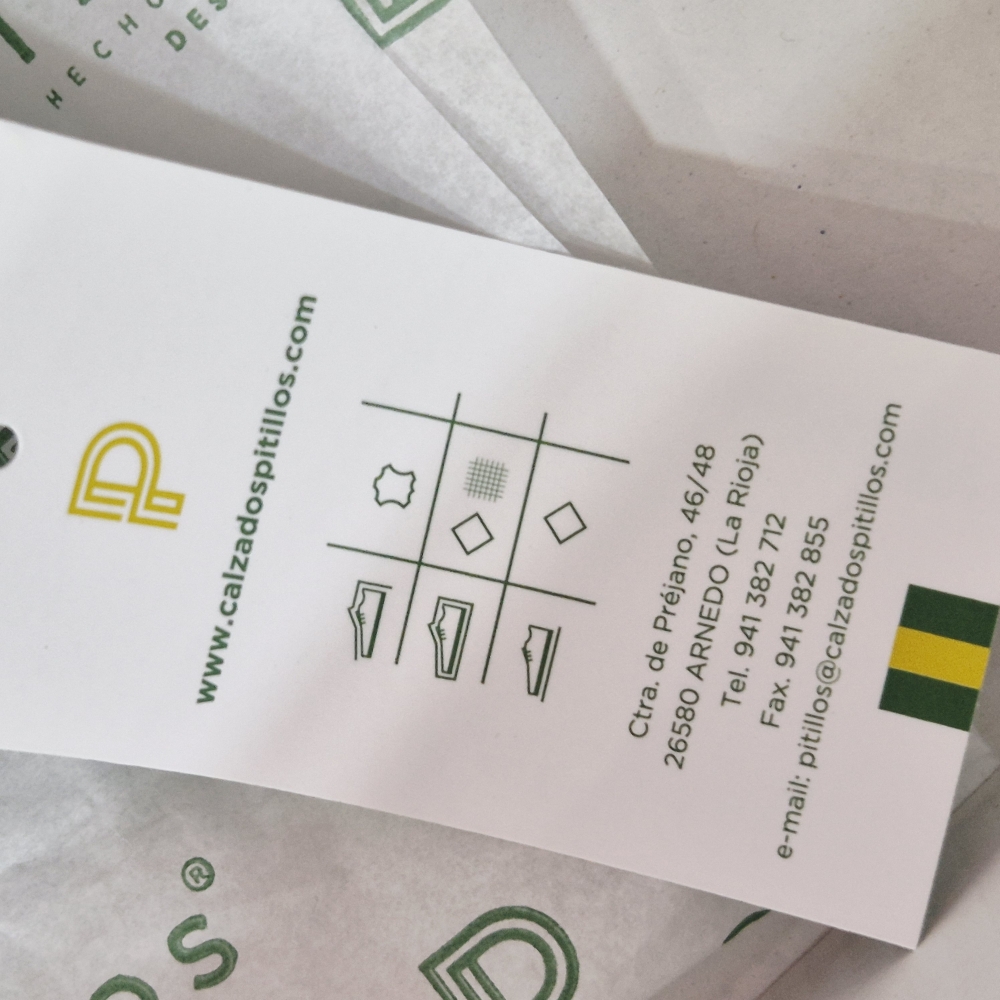 HECHO
DES
www.calzadospitillos.com
Ctra. de Préjano, 46/48
26580 ARNEDO (La Rioja)
Tel. 941 382 712
Fax. 941 382 855
e-mail: pitillos@calzadospitillos.com
OS®